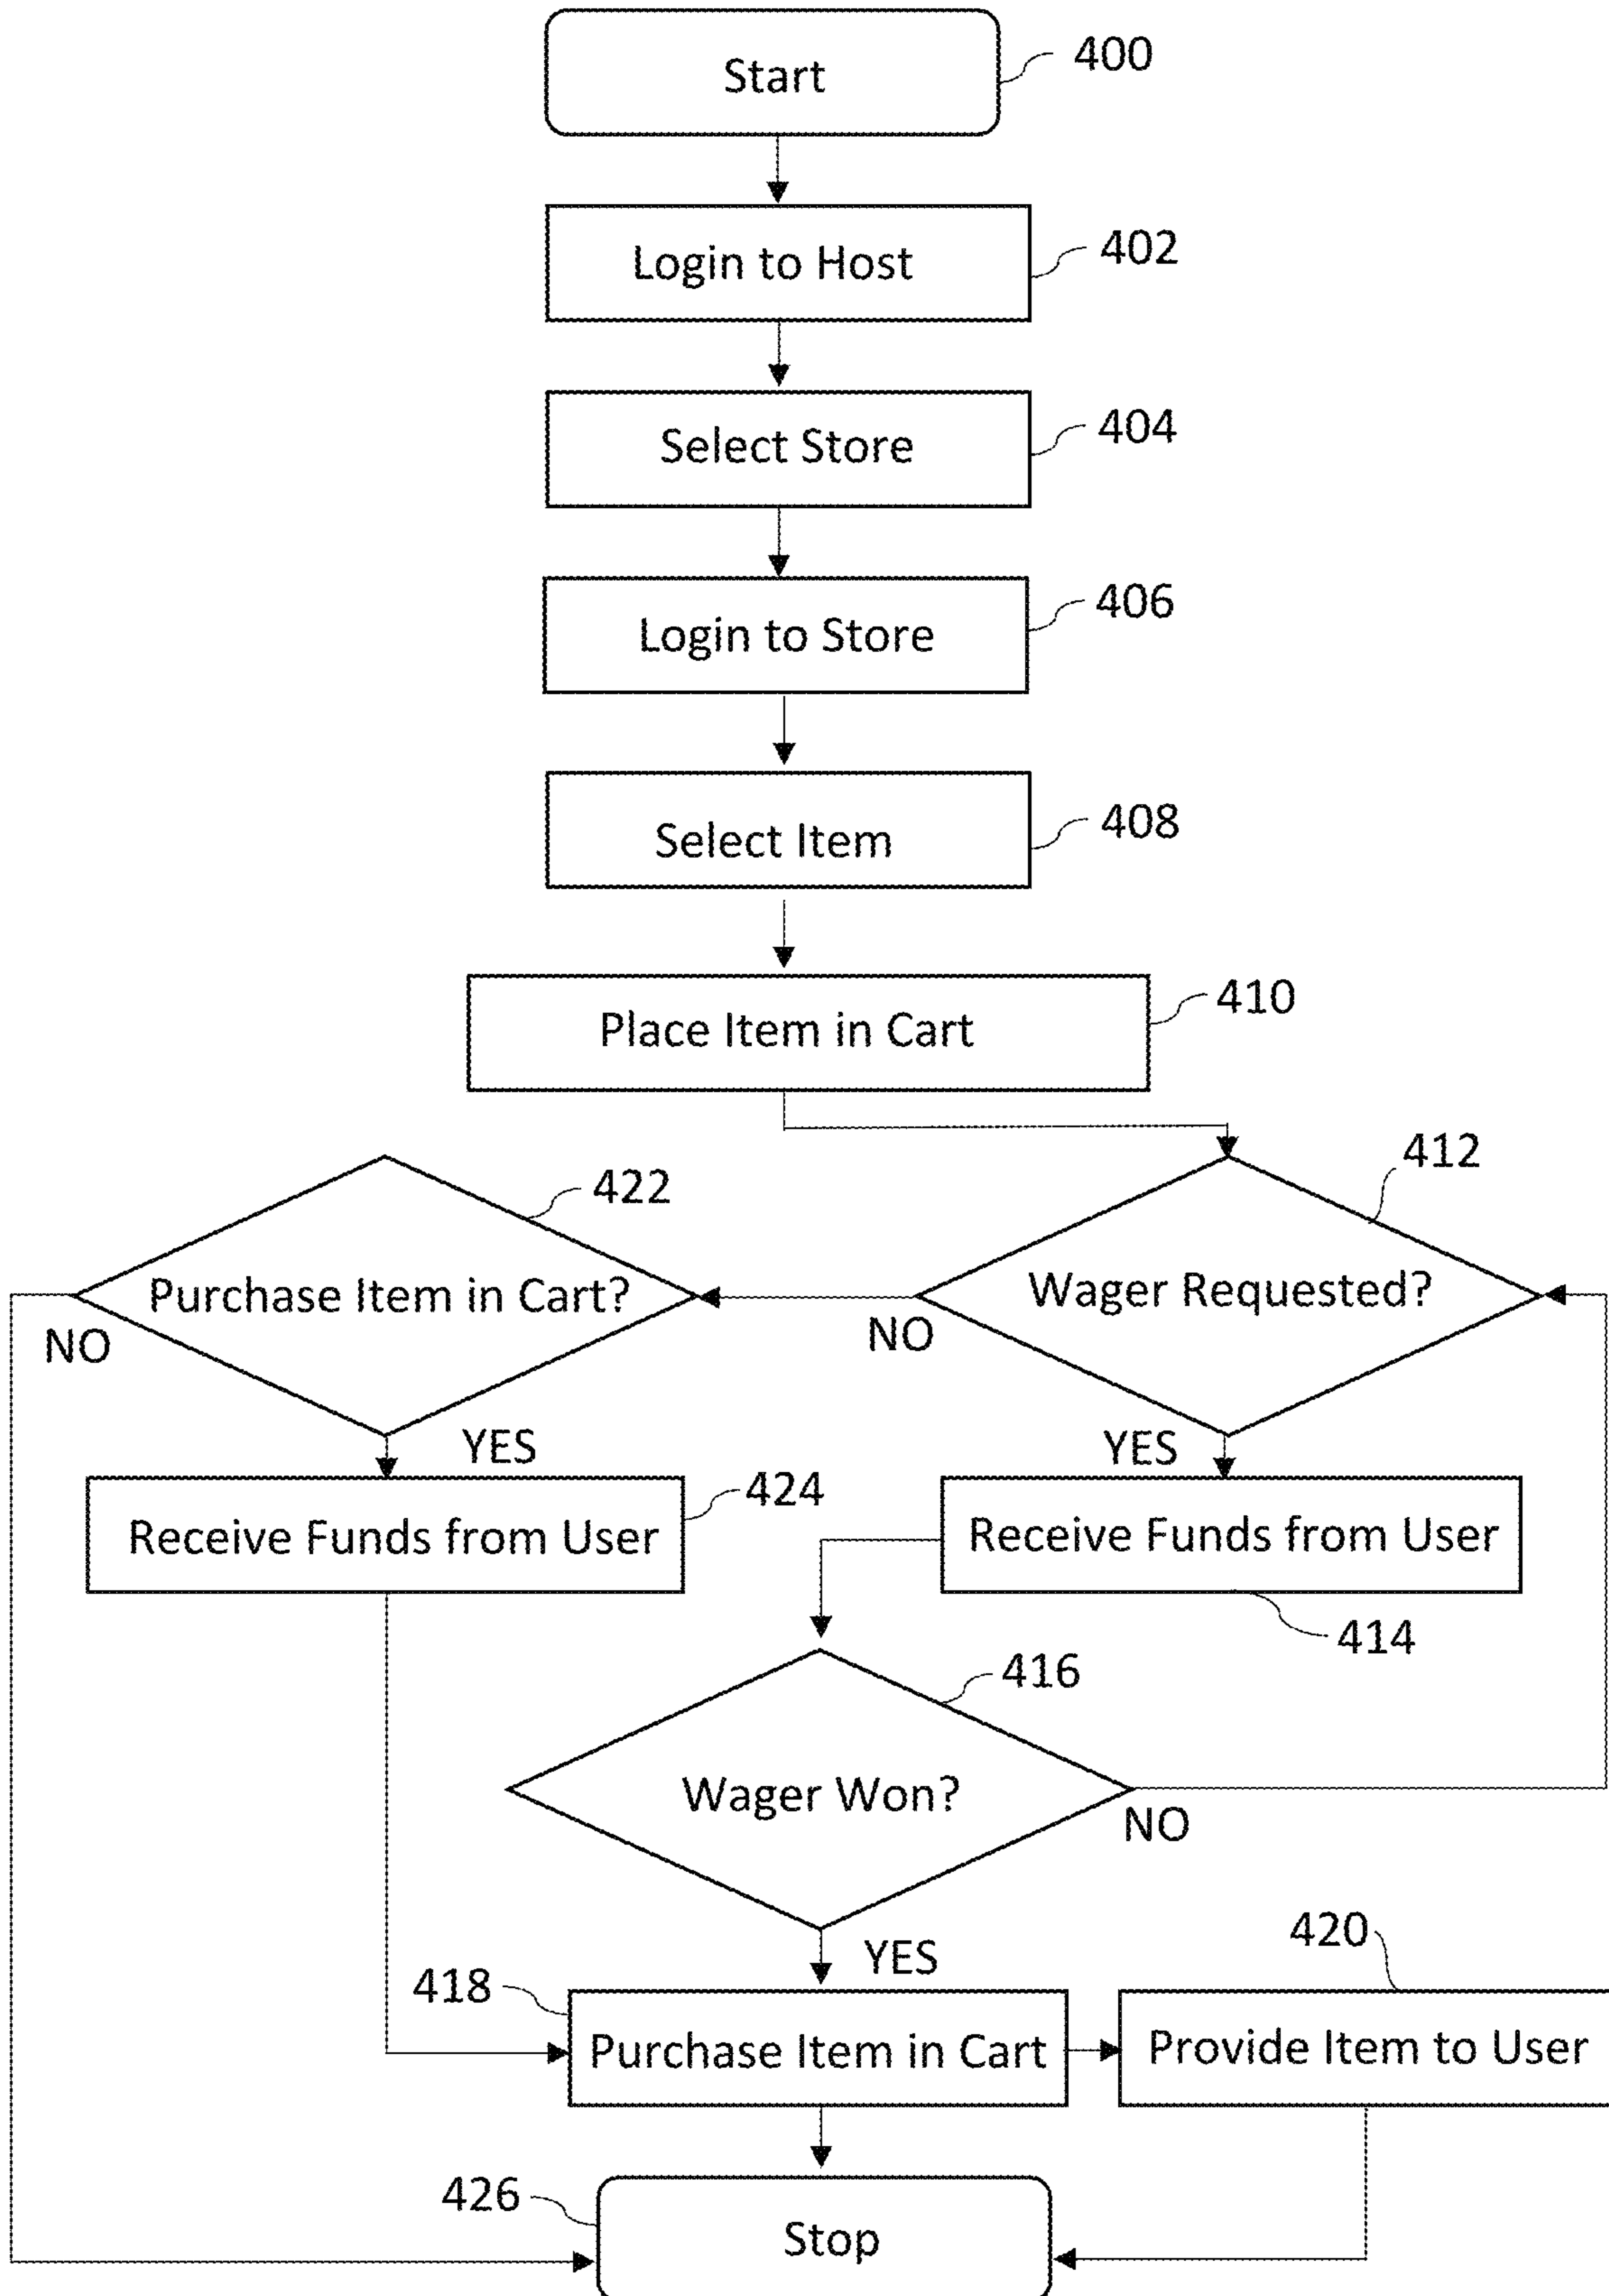 Start
400
Login to Host
402
Select Store
404
Login to Store
406
Select Item
408
Place Item in Cart
410
412
422
Purchase Item in Cart?
Wager Requested?
NO
NO
YES
YES
Receive Funds from User
424
Receive Funds from User
414
416
Wager Won?
NO
YES
420
418
Purchase Item in Cart
Provide Item to User
426
Stop